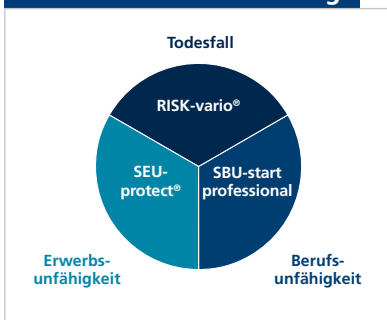 Todesfall
RISK-vario®
SEU-
protect®
SBU-start
professional
Erwerbs-
unfähigkeit
Berufs-
unfähigkeit